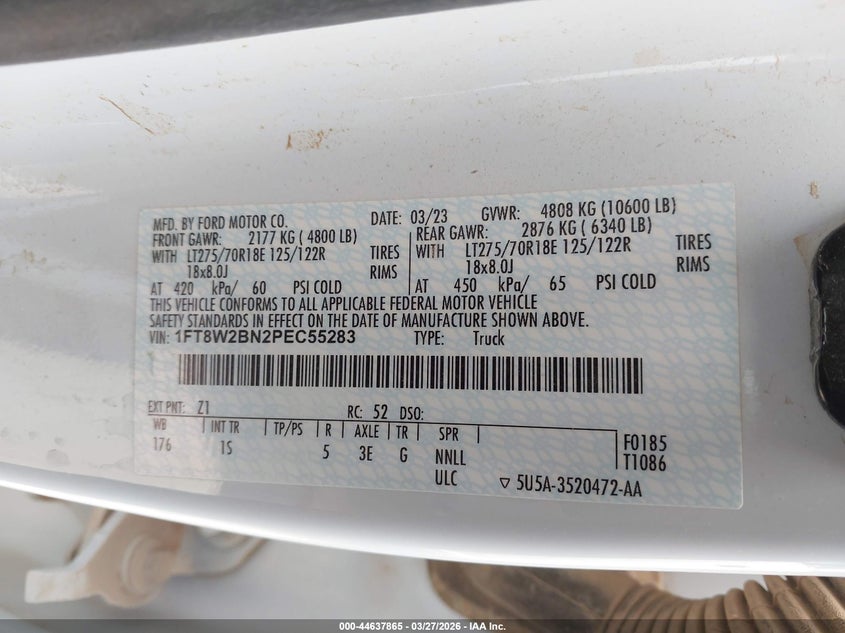 MFD. BY FORD MOTOR CO. DATE: 03/23 GVWR: 4808 KG (10600 LB)
FRONT GAWR: 2177 KG ( 4800 LB) REAR GAWR: 2876 KG ( 6340 LB)
WITH LT275/70R18E 125/122R TIRES WITH LT275/70R18E 125/122R TIRES
18x8.0J RIMS 18x8.0J RIMS
AT 420 kPa/ 60 PSI COLD AT 450 kPa/ 65 PSI COLD
THIS VEHICLE CONFORMS TO ALL APPLICABLE FEDERAL MOTOR VEHICLE
SAFETY STANDARDS IN EFFECT ON THE DATE OF MANUFACTURE SHOWN ABOVE.
VIN: 1FT8W2BN2PEC55283 TYPE: Truck
EXT PNT: Z1 RC: 52 DSO:
WB INT TR TP/PS R AXLE TR SPR
176 1S 5 3E G NNLL F0185
ULC T1086
5U5A-3520472-AA
000-44637865 - 03/27/2026 - IAA Inc.